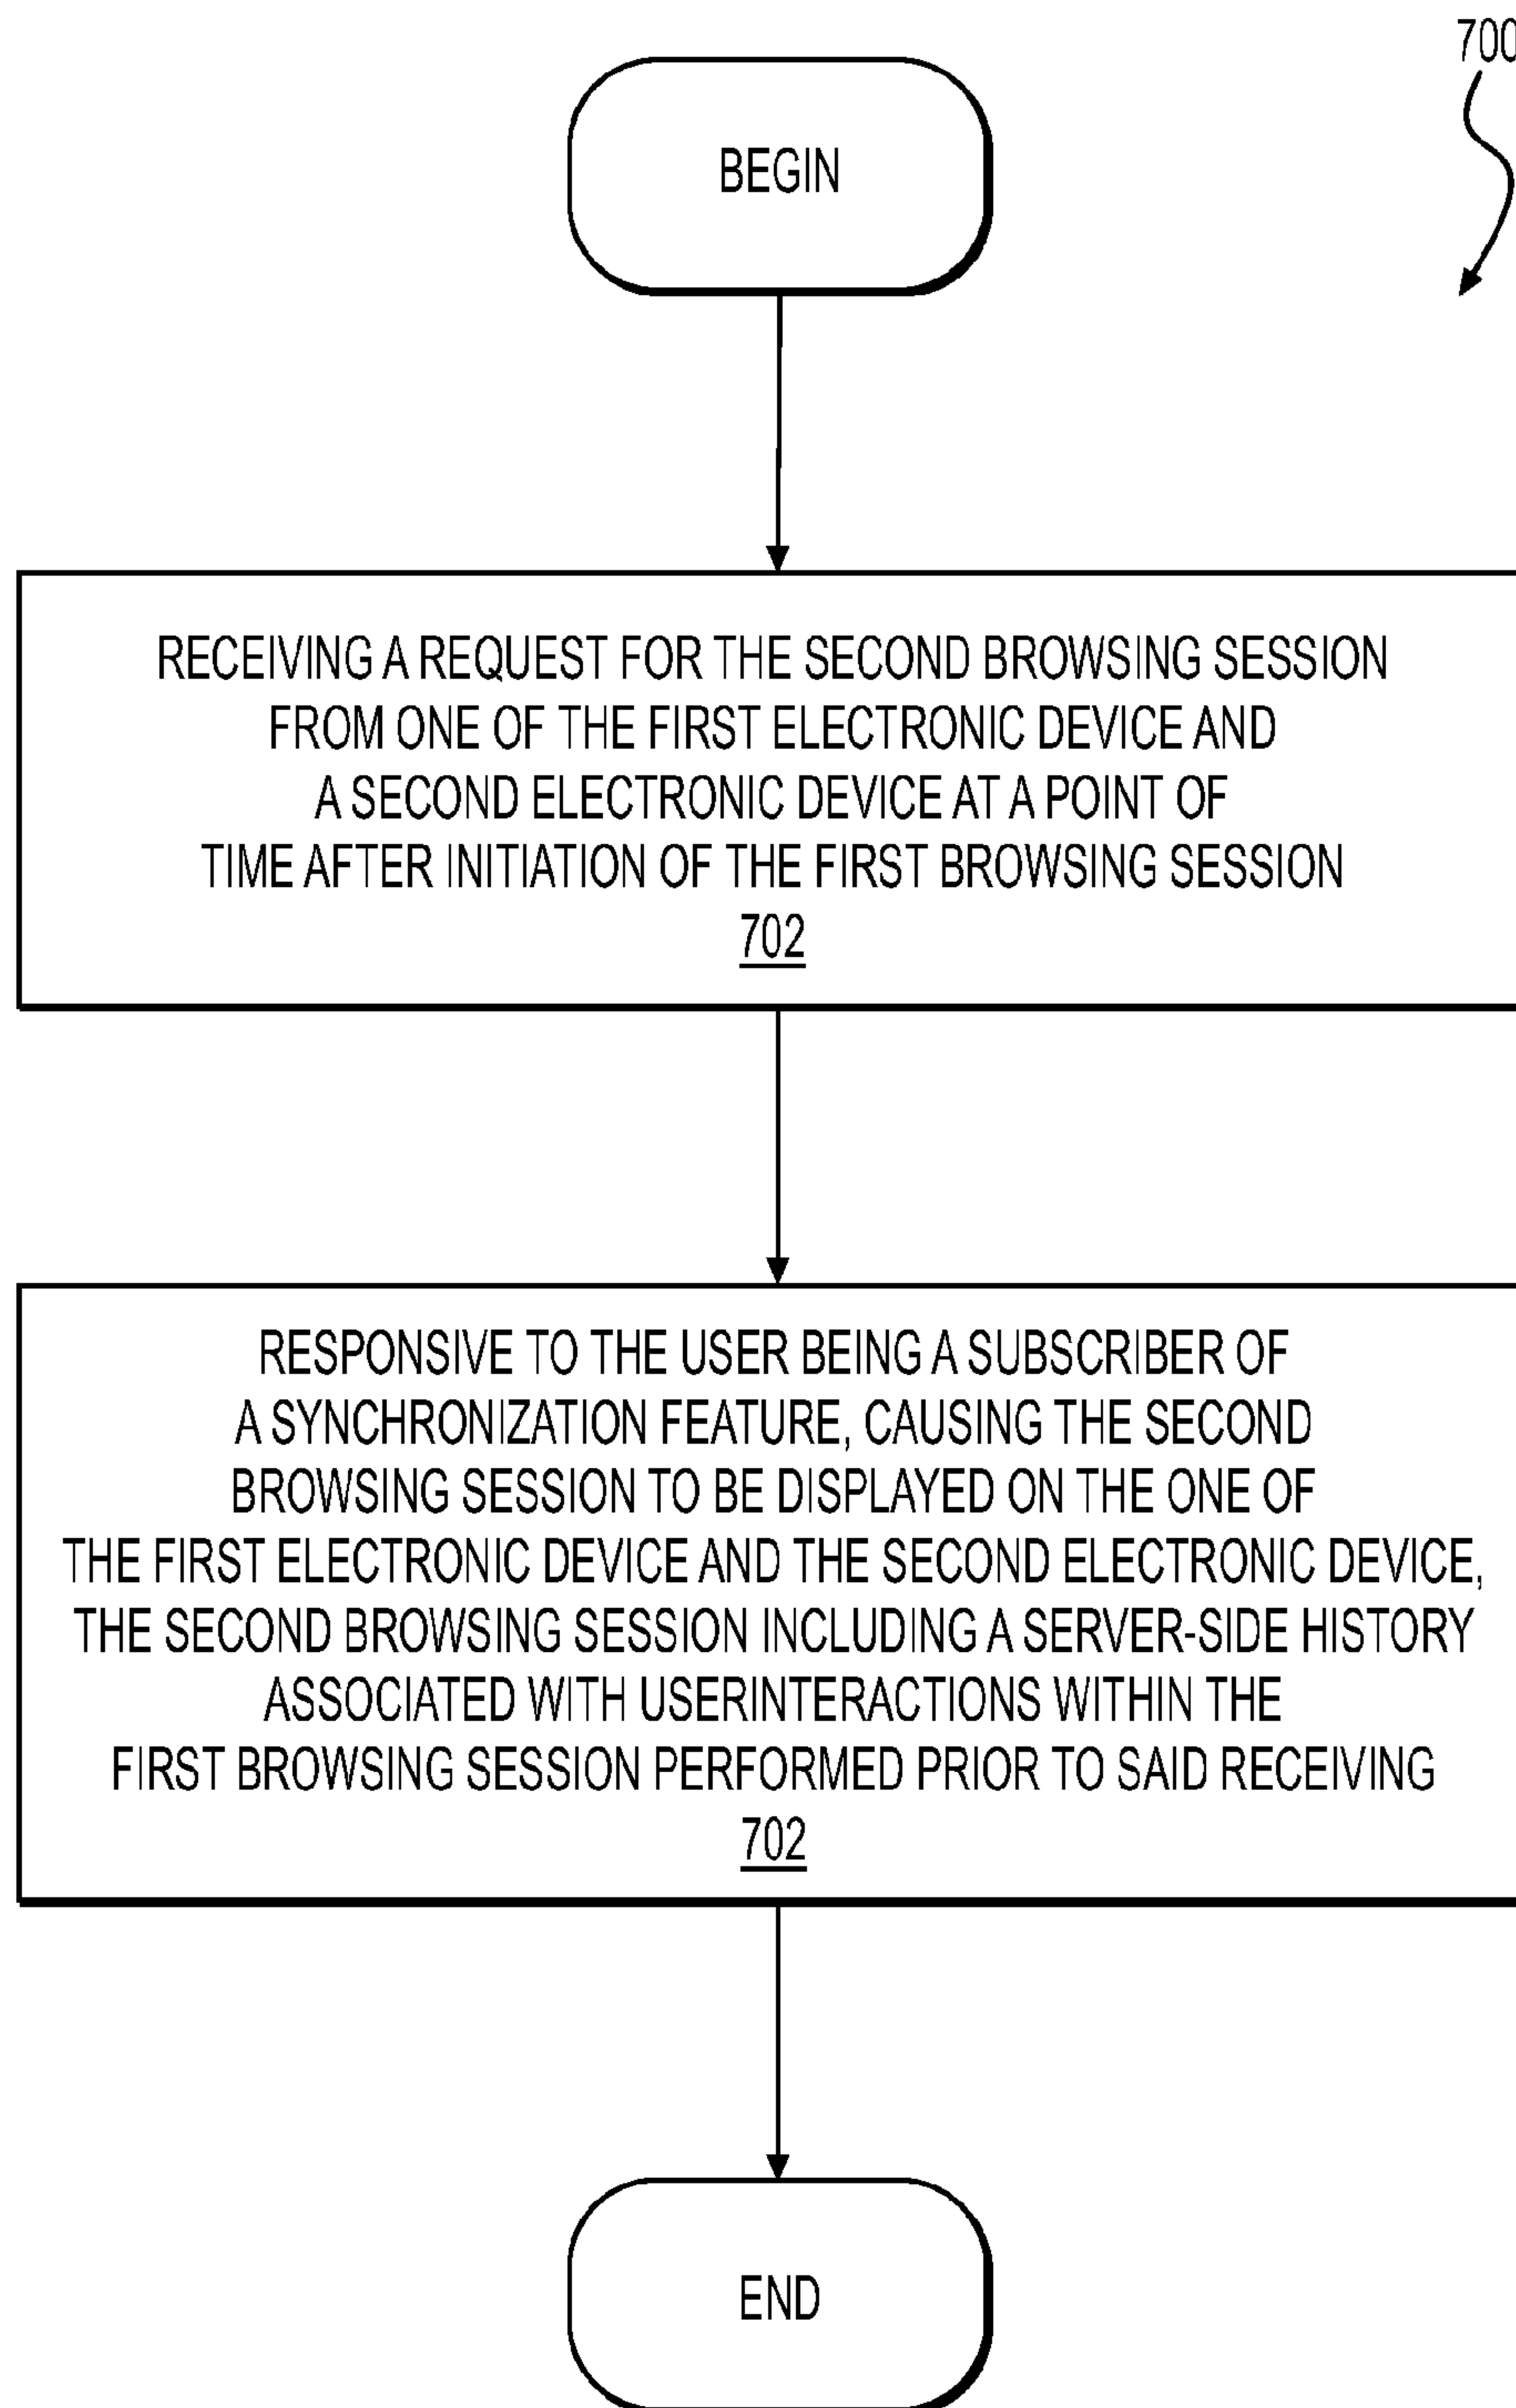 700
BEGIN
RECEIVING A REQUEST FOR THE SECOND BROWSING SESSION
FROM ONE OF THE FIRST ELECTRONIC DEVICE AND
A SECOND ELECTRONIC DEVICE AT A POINT OF
TIME AFTER INITIATION OF THE FIRST BROWSING SESSION
702
RESPONSIVE TO THE USER BEING A SUBSCRIBER OF
A SYNCHRONIZATION FEATURE, CAUSING THE SECOND
BROWSING SESSION TO BE DISPLAYED ON THE ONE OF
THE FIRST ELECTRONIC DEVICE AND THE SECOND ELECTRONIC DEVICE,
THE SECOND BROWSING SESSION INCLUDING A SERVER-SIDE HISTORY
ASSOCIATED WITH USERINTERACTIONS WITHIN THE
FIRST BROWSING SESSION PERFORMED PRIOR TO SAID RECEIVING
702
END